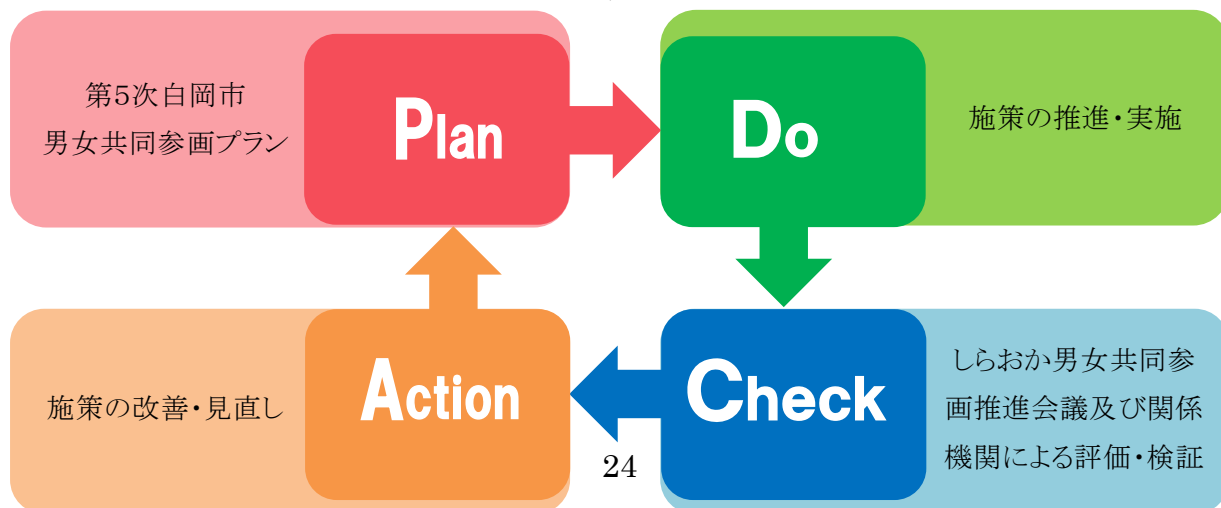 第5次白岡市
男女共同参画プラン
Plan
Do
施策の推進・実施
施策の改善・見直し
Action
Check
しらおか男女共同参
画推進会議及び関係
機関による評価・検証
24